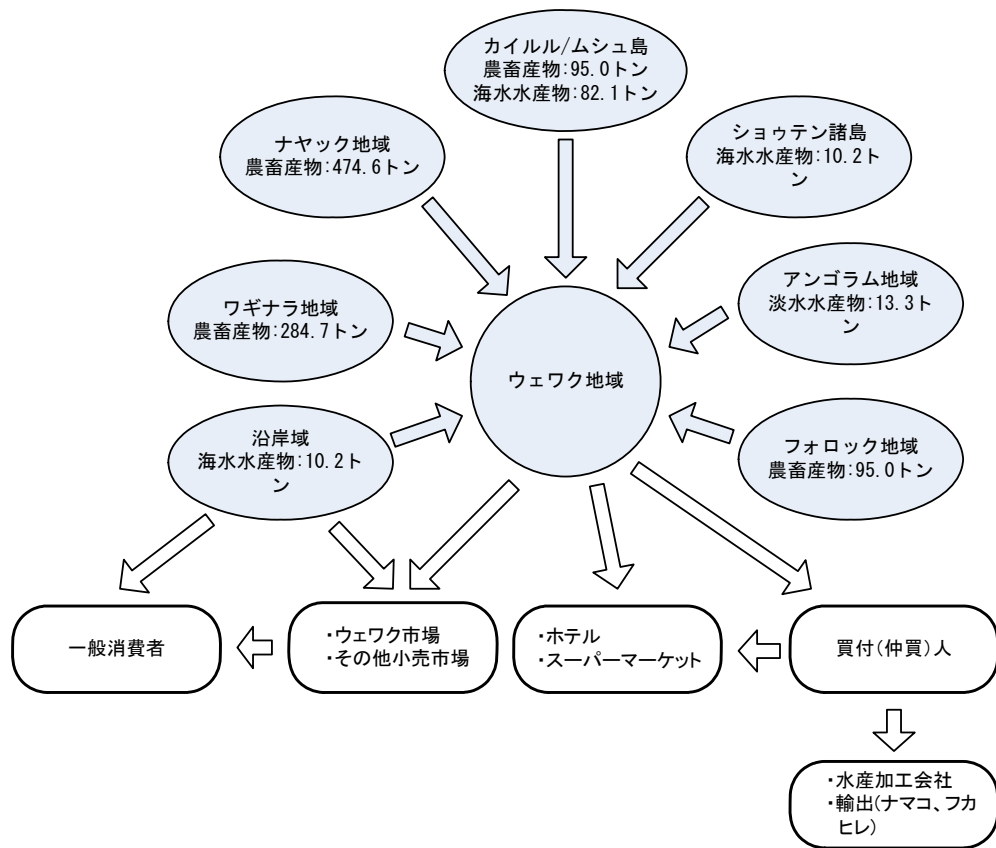 カイルル/ムシュ島
農畜産物:95.0トン
海水水産物:82.1トン
ナヤック地域
農畜産物:474.6トン
ショゥテン諸島
海水水産物:10.2ト
ン
ワギナラ地域
農畜産物:284.7トン
アンゴラム地域
淡水水産物:13.3ト
ン
ウェワク地域
沿岸域
海水水産物:10.2ト
ン
フォロック地域
農畜産物:95.0トン
一般消費者
・ウェワク市場
・その他小売市場
・ホテル
・スーパーマーケット
買付(仲買)人
・水産加工会社
・輸出(ナマコ、フカ
ヒレ)